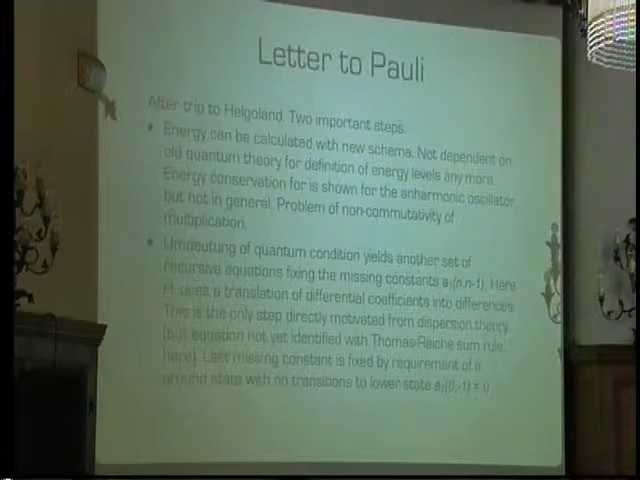 Letter to Pauli
After trip to Helgoland. Two important steps.
• Energy can be calculated with new schema. Not dependent on
old quantum theory for definition of energy levels any more.
Energy conservation for is shown for the anharmonic oscillator
but not in general. Problem of non-commutativity of
multiplication.
• Umdeutung of quantum condition yields another set of
recursive equations fixing the missing constants a₁(n,n-1). Here
H. uses a translation of differential coefficients into differences.
This is the only step directly motivated from dispersion theory
(but equation not yet identified with Thomas-Reiche sum rule
here). Last missing constant is fixed by requirement of a
ground state with no transitions to lower state a₁(0,-1) = 0